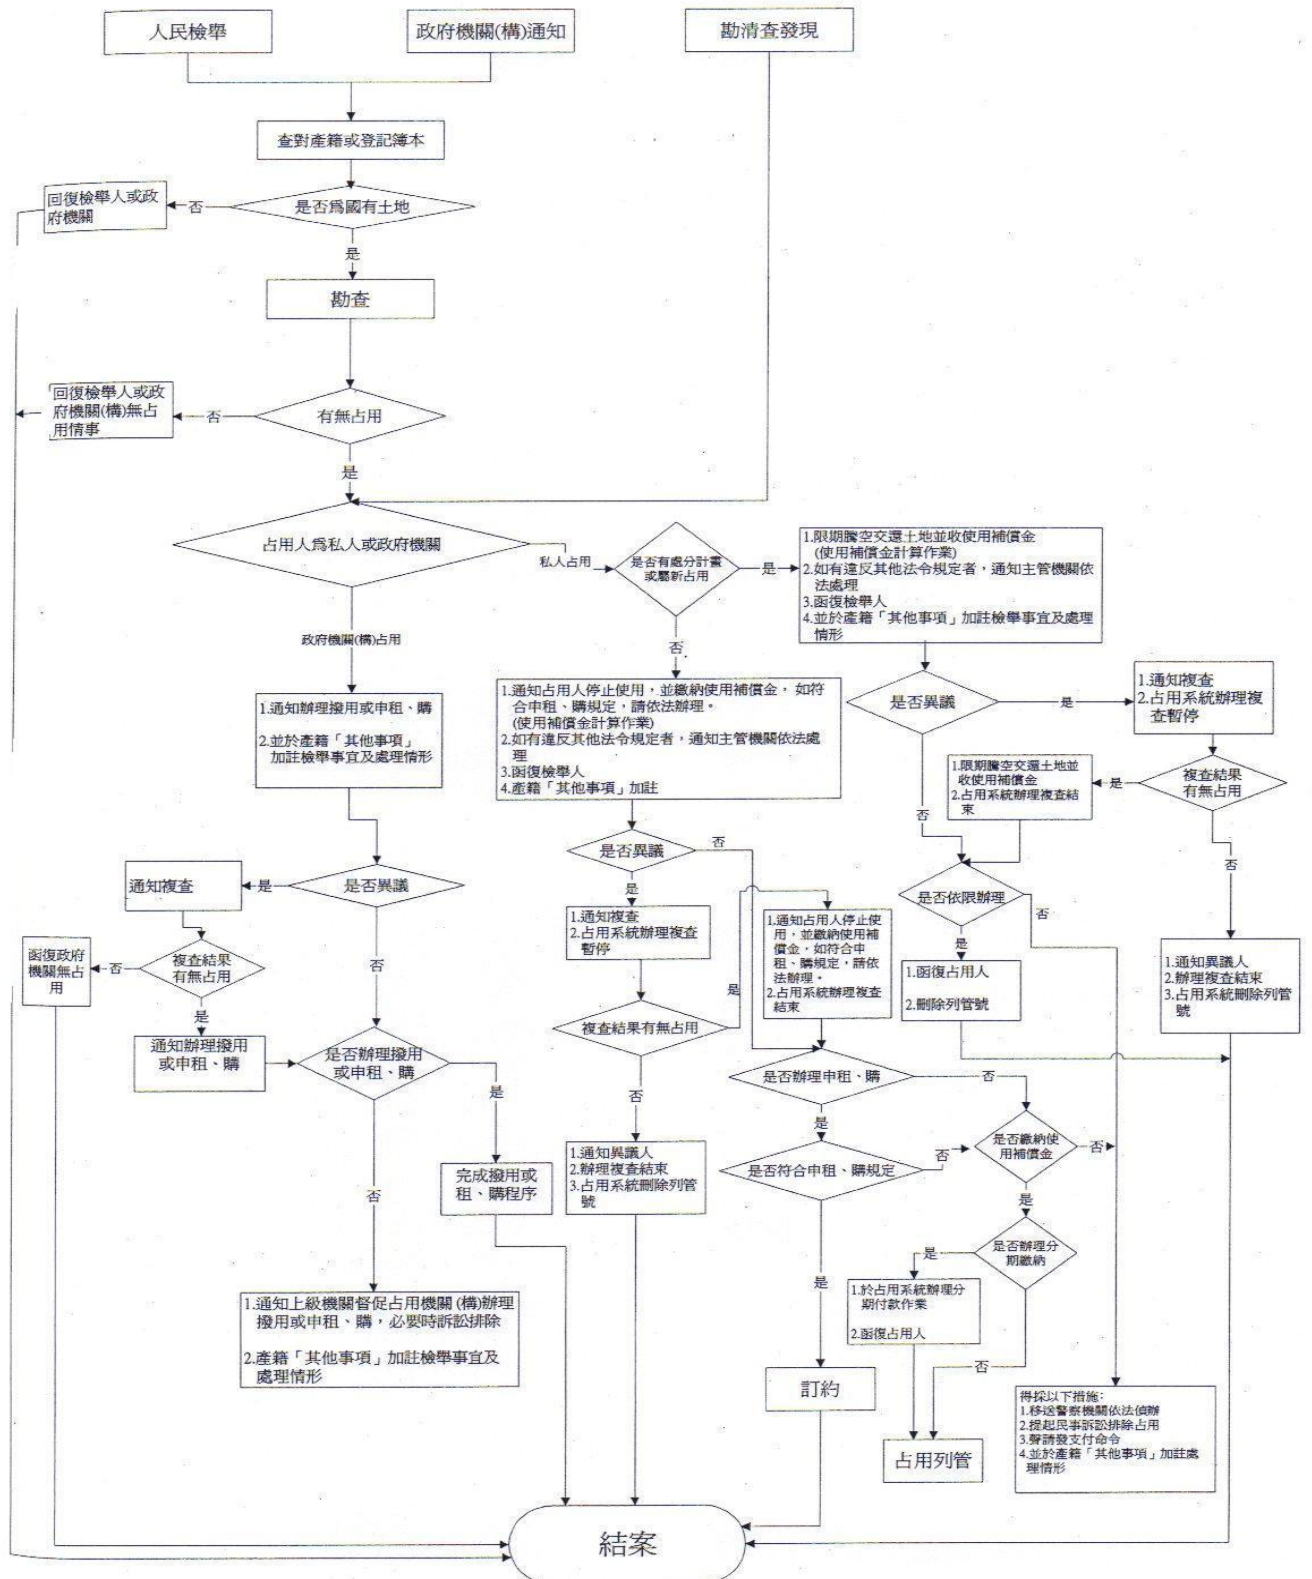 人民檢舉
政府機關(構)通知
勘清查發現
查對產籍或登記簿本
回復檢舉人或政
府機關
否
是否為國有土地
是
勘查
回復檢舉人或政
府機關(構)無占
用情事
否
有無占用
是
占用人為私人或政府機關
私人占用
是否有處分計畫
或屬新占用
是
1.限期騰空交還土地並收使用補償金
(使用補償金計算作業)
2.如有違反其他法令規定者，通知主管機關依
法處理
3.函復檢舉人
4.並於產籍「其他事項」加註檢舉事宜及處理
情形
政府機關(構)占用
否
1.通知辦理撥用或申租、購
2.並於產籍「其他事項」
加註檢舉事宜及處理情形
1.通知占用人停止使用，並繳納使用補償金，如符
合申租、購規定，請依法辦理。
(使用補償金計算作業)
2.如有違反其他法令規定者，通知主管機關依法處
理
3.函復檢舉人
4.產籍「其他事項」加註
是否異議
是
1.通知複查
2.占用系統辦理複
查暫停
1.限期騰空交還土地並
收使用補償金
2.占用系統辦理複查結
束
是
複查結果
有無占用
否
否
是否異議
否
是
通知複查
是
是否異議
1.通知複查
2.占用系統辦理複查
暫停
1.通知占用人停止使
用，並繳納使用補
償金，如符合申
租、購規定，請依
法辦理。
2.占用系統辦理複查
結束
是否依限辦理
否
是
函復政府
機關無占
用
否
複查結果
有無占用
是
否
複查結果有無占用
是
1.函復占用人
2.刪除列管號
1.通知異議人
2.辦理複查結束
3.占用系統刪除列管
號
通知辦理撥用
或申租、購
是否辦理撥用
或申租、購
是
否
是否辦理申租、購
否
是
是否繳納使
用補償金
否
完成撥用或
租、購程序
1.通知異議人
2.辦理複查結束
3.占用系統刪除列管
號
是否符合申租、購規定
否
是
否
是否辦理分
期繳納
是
1.通知上級機關督促占用機關(構)辦理
撥用或申租、購，必要時訴訟排除
2.產籍「其他事項」加註檢舉事宜及
處理情形
是
1.於占用系統辦理分
期付款作業
2.函復占用人
否
訂約
得採以下措施:
1.移送警察機關依法偵辦
2.提起民事訴訟排除占用
3.聲請發支付命令
4.並於產籍「其他事項」加註處
理情形
占用列管
結案